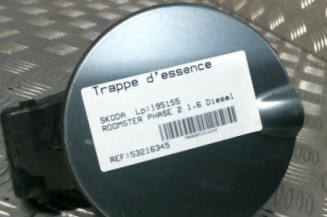 Trappe d'essence
SKODA Lp:195155
ROOMSTER PHASE 2 1.6 Diesel
REF:53216345